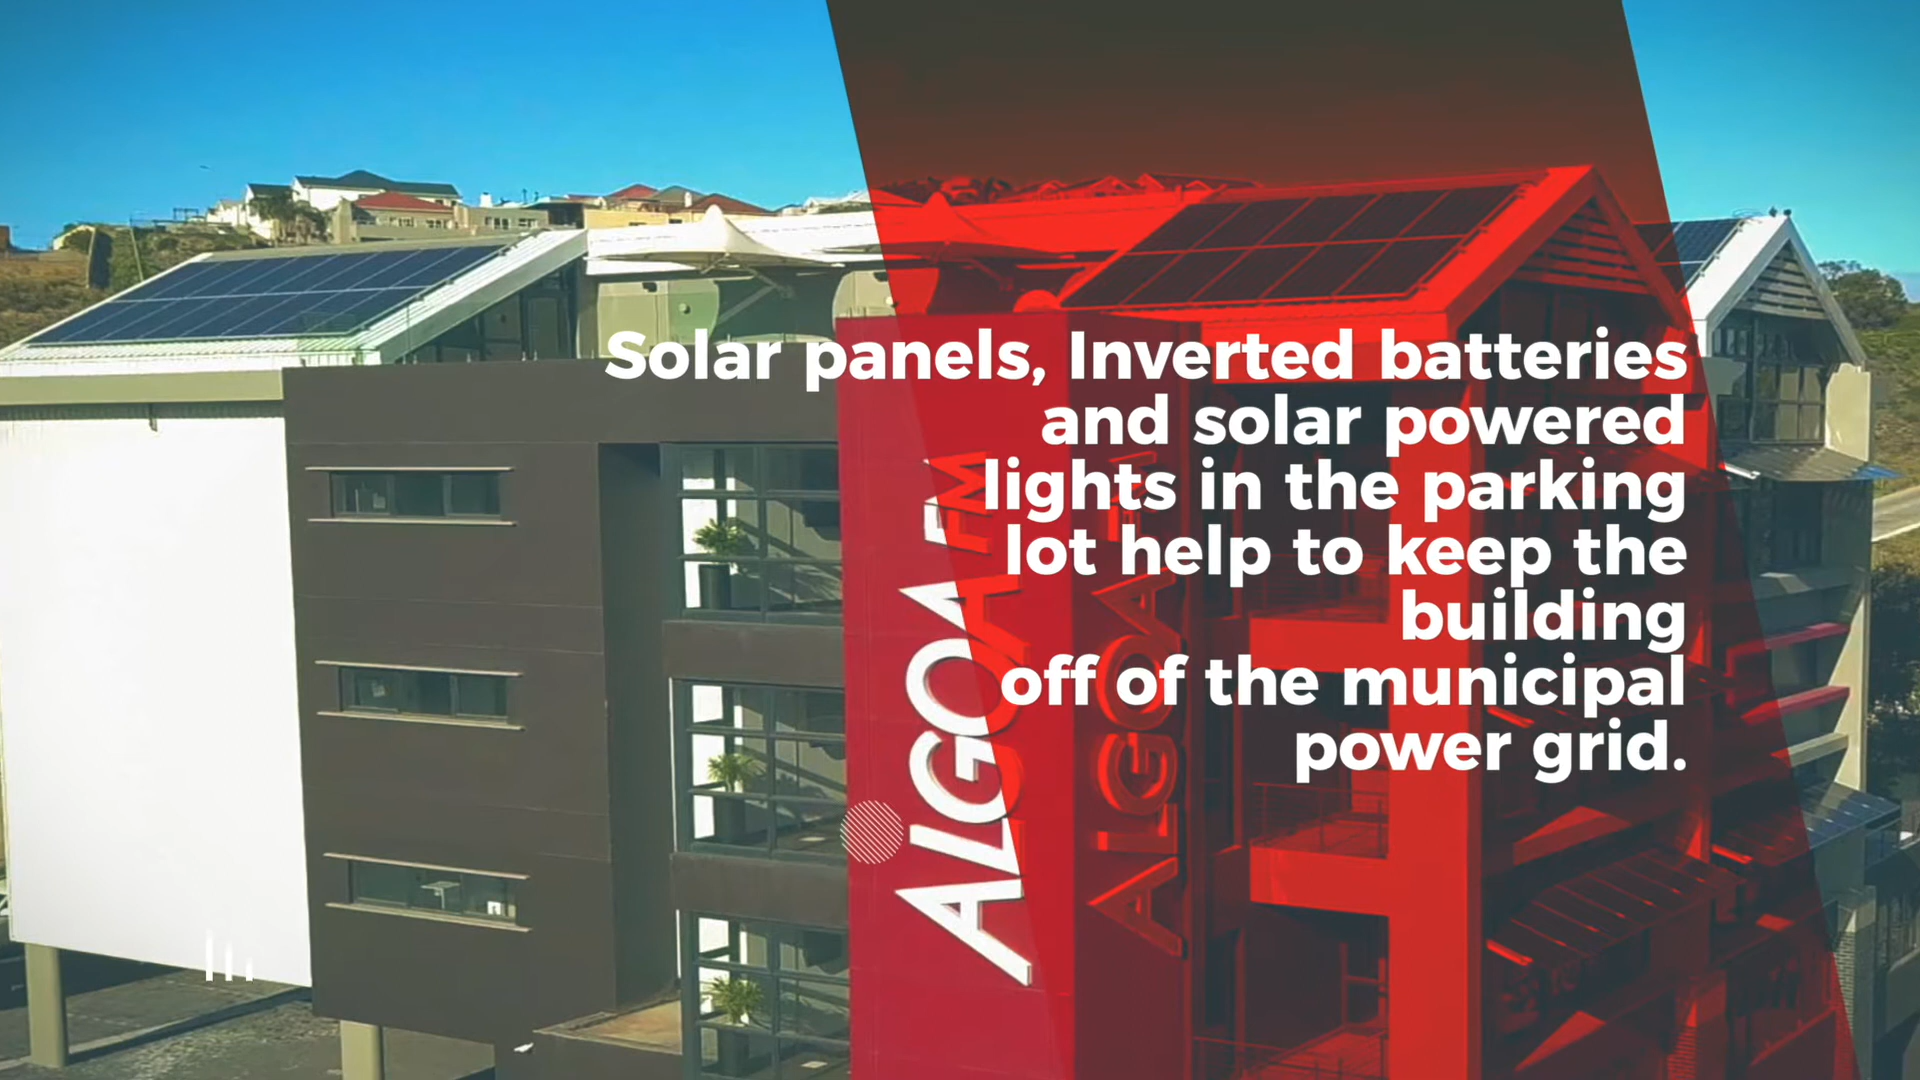 Solar panels, Inverted batteries
and solar powered
lights in the parking
lot help to keep the
building
off of the municipal
power grid.
ALGOA FM
ALGOA FM